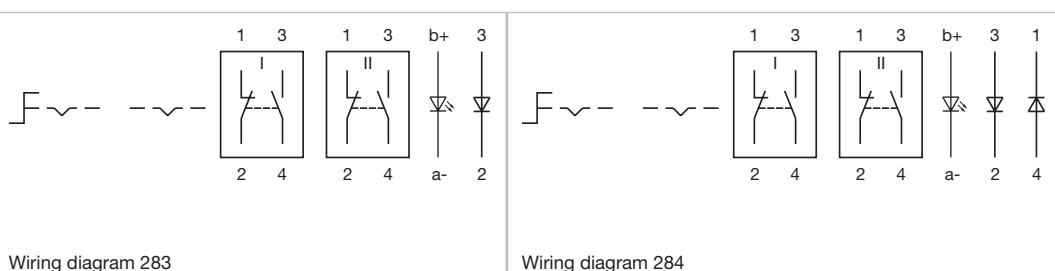 1 3 1 3 b+ 3
I II
2 4 2 4 a- 2
Wiring diagram 283
1 3 1 3 b+ 3 1
I II
2 4 2 4 a- 2 4
Wiring diagram 284